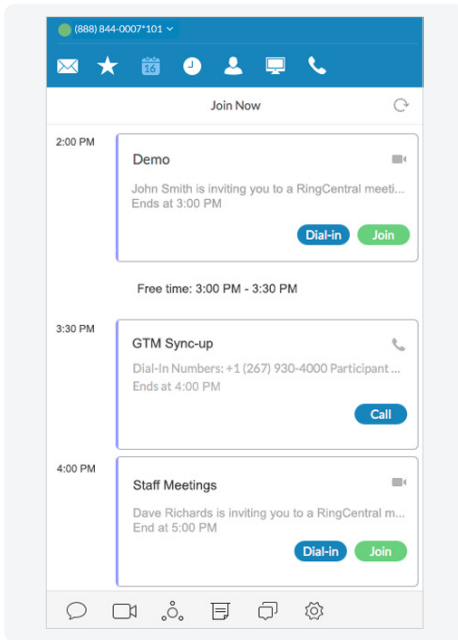 (888) 844-0007*101
16
Join Now
2:00 PM
Demo
John Smith is inviting you to a RingCentral meeti...
Ends at 3:00 PM
Dial-in Join
Free time: 3:00 PM - 3:30 PM
3:30 PM
GTM Sync-up
Dial-In Numbers: +1 (267) 930-4000 Participant ...
Ends at 4:00 PM
Call
4:00 PM
Staff Meetings
Dave Richards is inviting you to a RingCentral m...
End at 5:00 PM
Dial-in Join